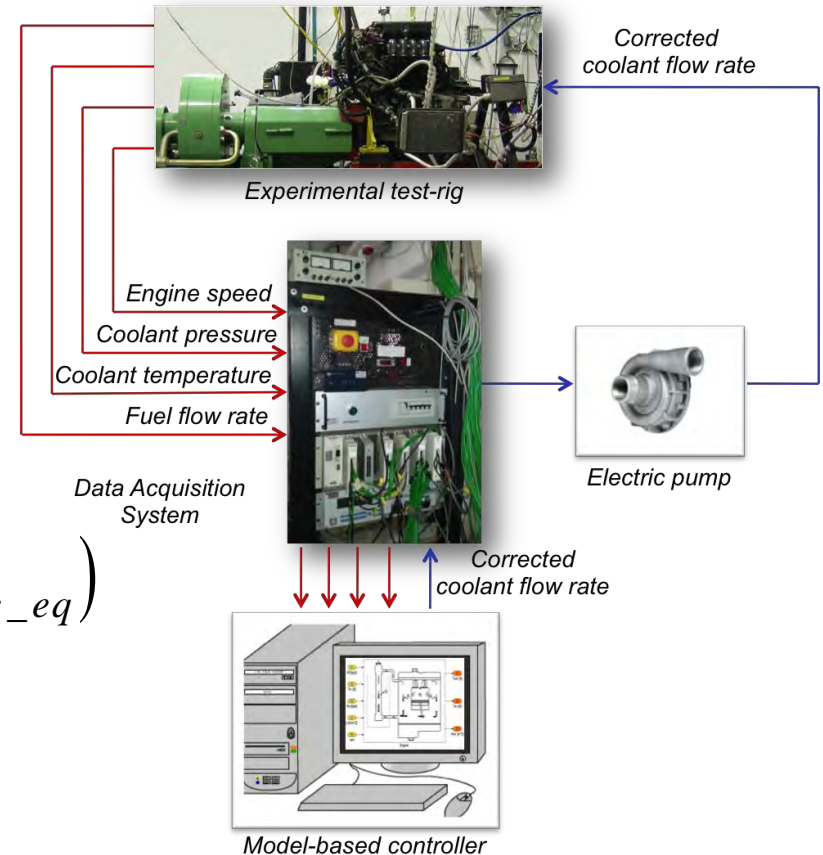 Corrected
coolant flow rate
Experimental test-rig
Engine speed
Coolant pressure
Coolant temperature
Fuel flow rate
Data Acquisition
System
Electric pump
Corrected
coolant flow rate
_eq)
Model-based controller